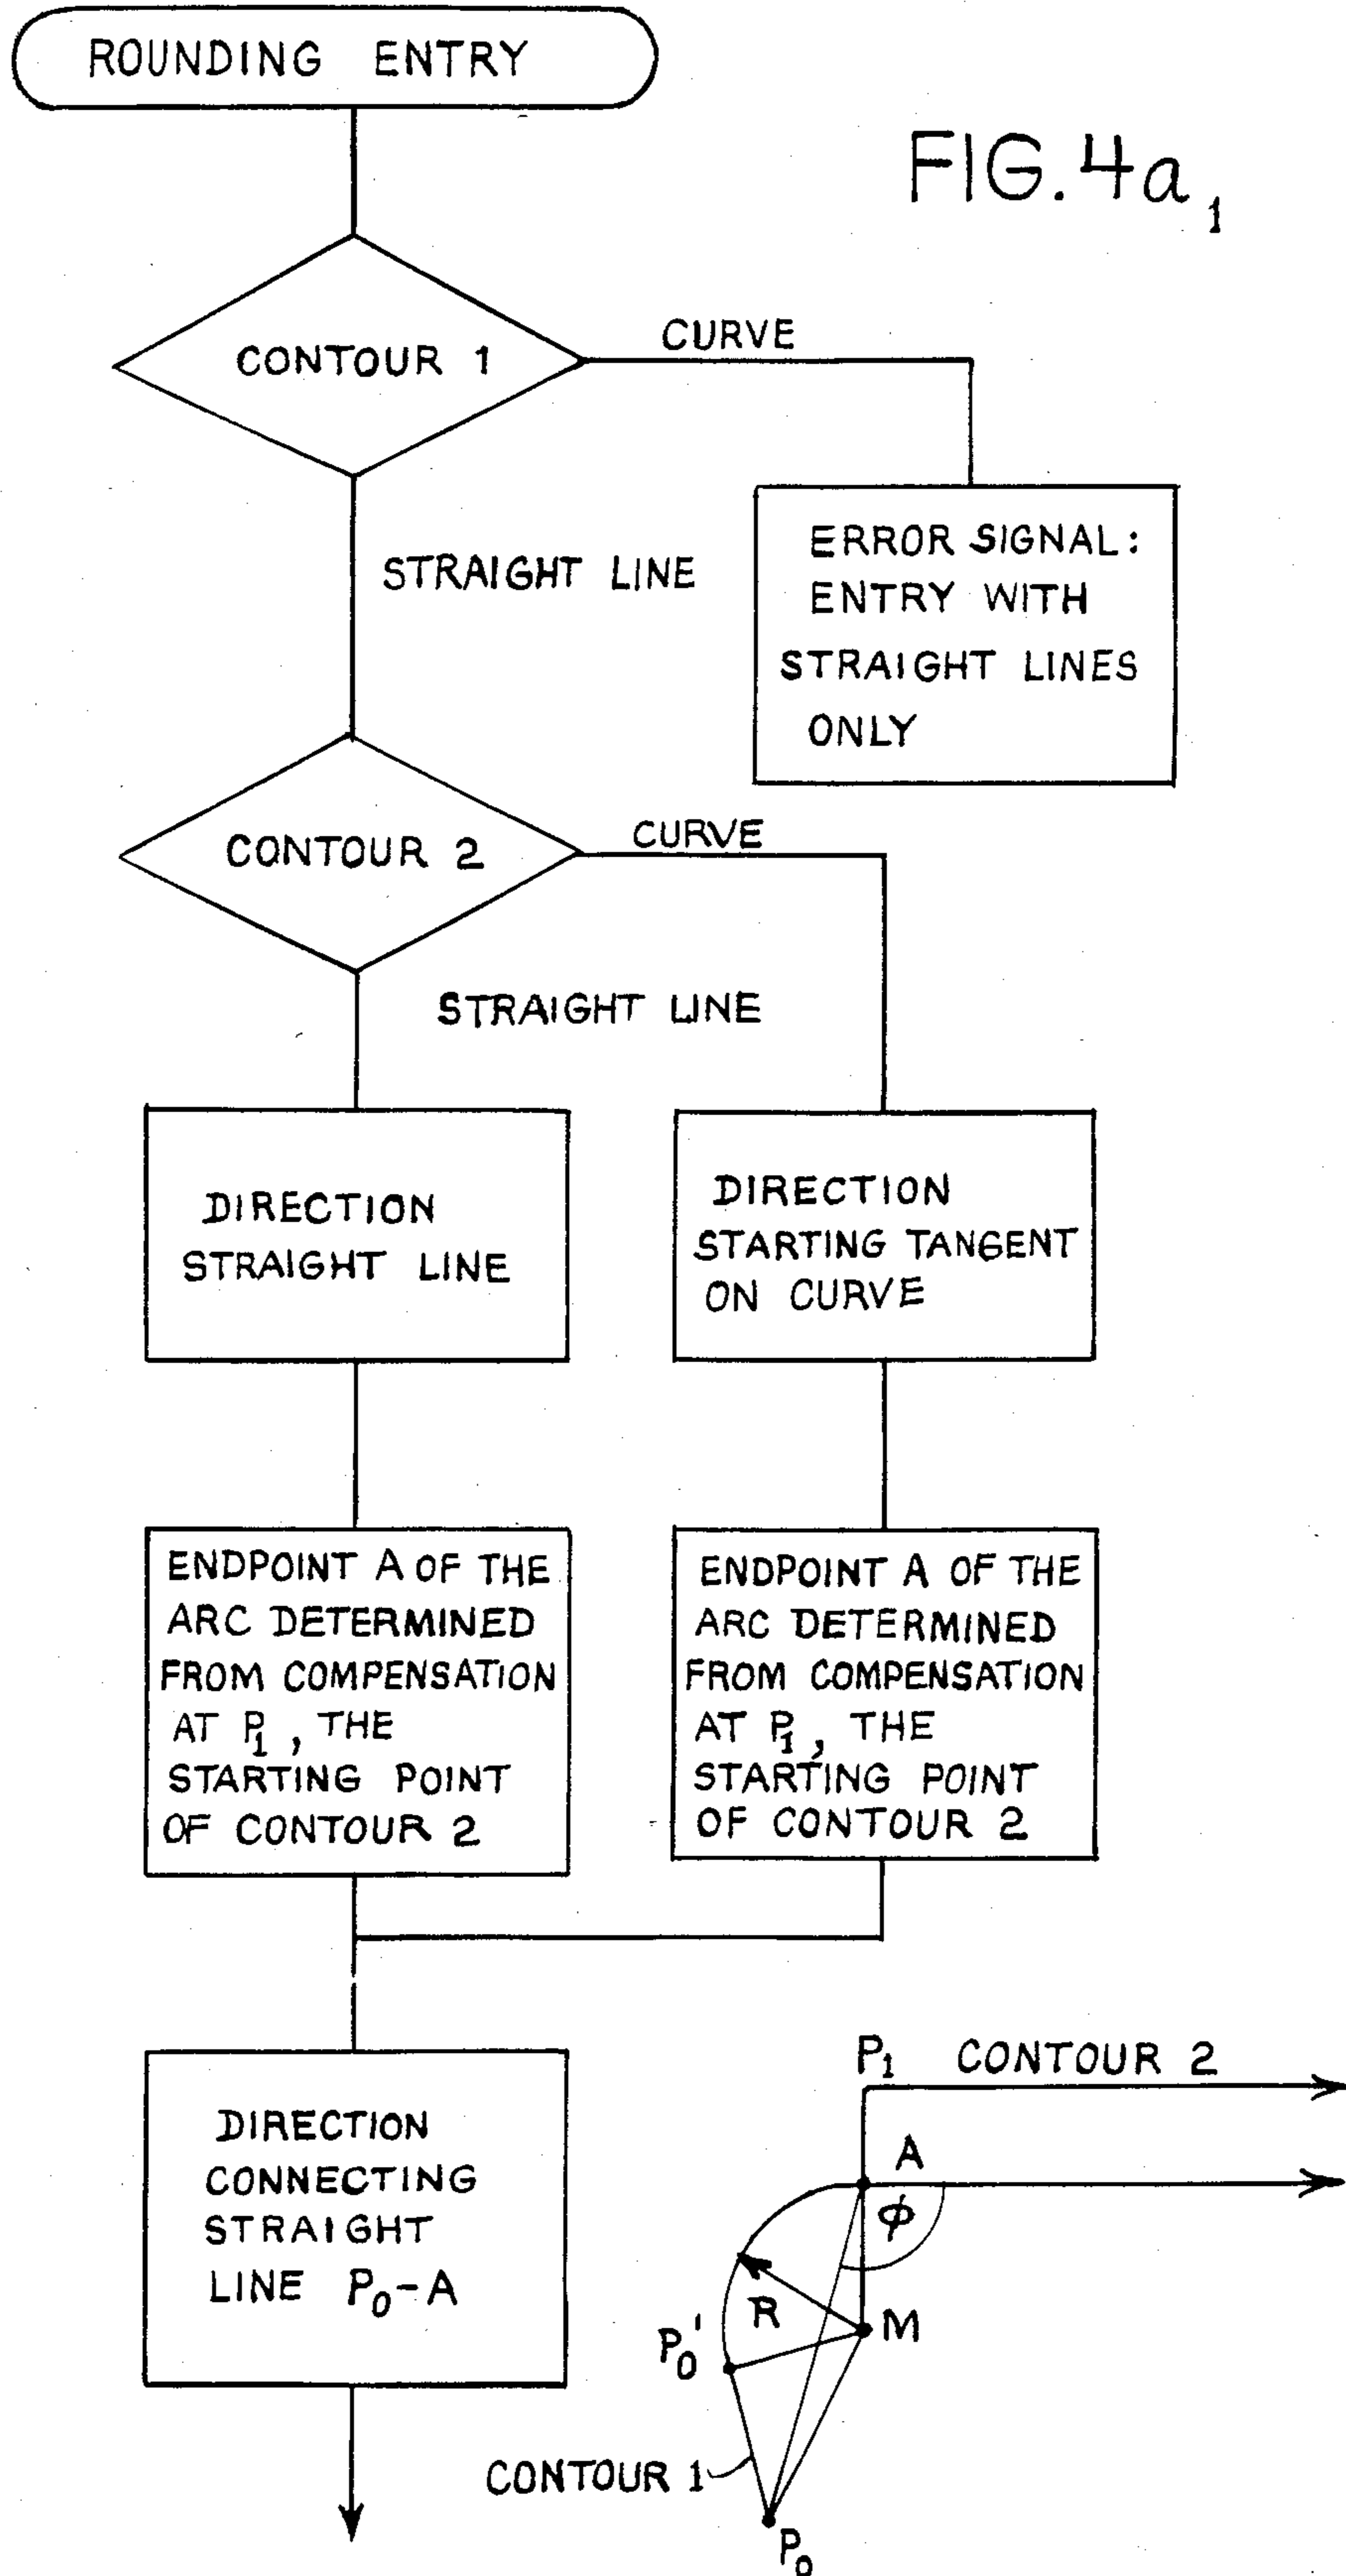 ROUNDING ENTRY
FIG. 4a₁
CONTOUR 1
CURVE
STRAIGHT LINE
ERROR SIGNAL:
ENTRY WITH
STRAIGHT LINES
ONLY
CONTOUR 2
CURVE
STRAIGHT LINE
DIRECTION
STRAIGHT LINE
DIRECTION
STARTING TANGENT
ON CURVE
ENDPOINT A OF THE
ARC DETERMINED
FROM COMPENSATION
AT P₁, THE
STARTING POINT
OF CONTOUR 2
ENDPOINT A OF THE
ARC DETERMINED
FROM COMPENSATION
AT P₁, THE
STARTING POINT
OF CONTOUR 2
DIRECTION
CONNECTING
STRAIGHT
LINE P₀-A
P₁ CONTOUR 2
A
ϕ
R
M
P₀'
CONTOUR 1
P₀